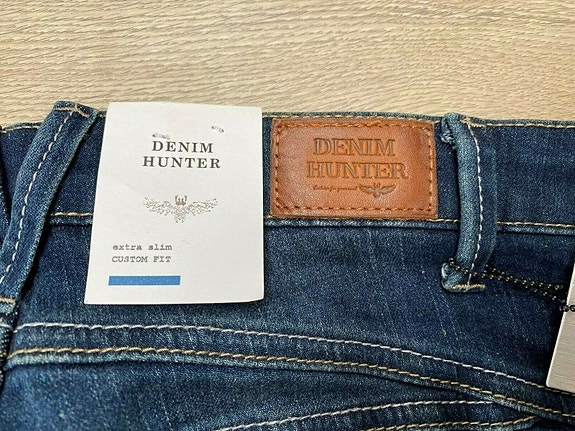 DENIM
HUNTER
extra slim
CUSTOM FIT
DENIM
HUNTER